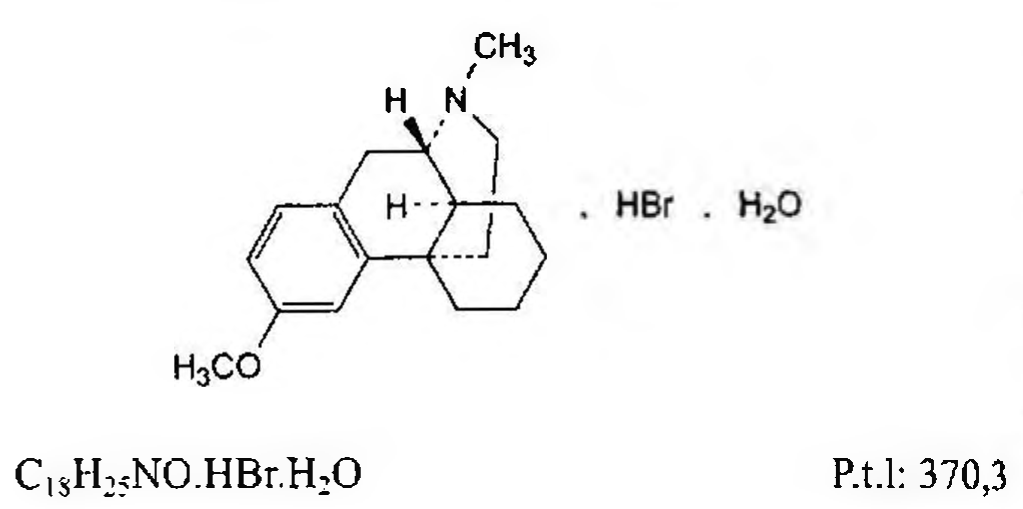 CH₃
H N
H . HBr . H₂O
H₃CO
C₁₈H₂₅NO.HBr.H₂O P.t.l: 370,3